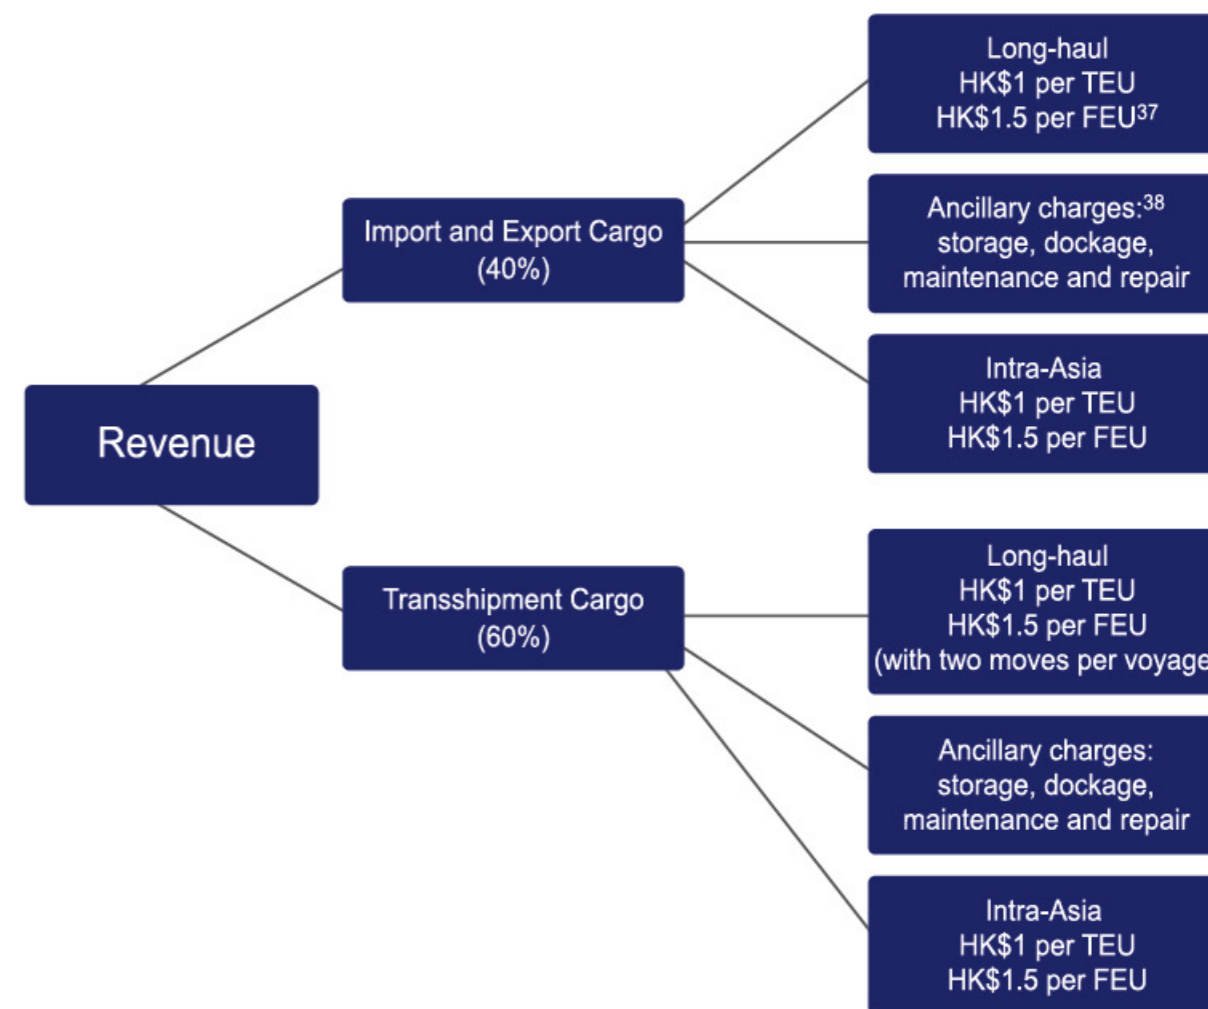 Revenue
Import and Export Cargo
(40%)
Long-haul
HK$1 per TEU
HK$1.5 per FEU37
Ancillary charges:38
storage, dockage,
maintenance and repair
Intra-Asia
HK$1 per TEU
HK$1.5 per FEU
Transshipment Cargo
(60%)
Long-haul
HK$1 per TEU
HK$1.5 per FEU
(with two moves per voyage
Ancillary charges:
storage, dockage,
maintenance and repair
Intra-Asia
HK$1 per TEU
HK$1.5 per FEU